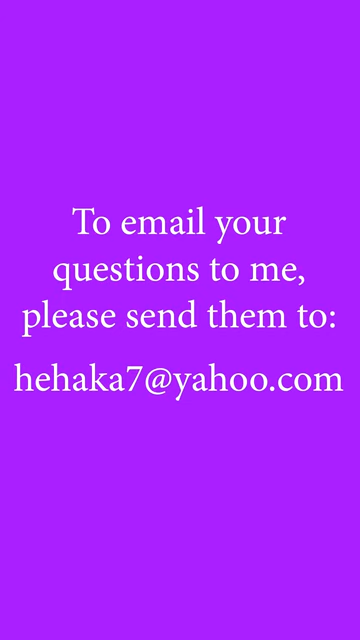 To email your
questions to me,
please send them to:
hehaka7@yahoo.com